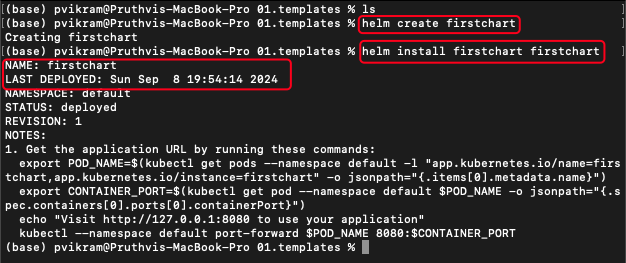 (base) pvikram@Pruthvis-MacBook-Pro 01.templates % ls
(base) pvikram@Pruthvis-MacBook-Pro 01.templates % helm create firstchart
Creating firstchart
(base) pvikram@Pruthvis-MacBook-Pro 01.templates % helm install firstchart firstchart
NAME: firstchart
LAST DEPLOYED: Sun Sep  8 19:54:14 2024
NAMESPACE: default
STATUS: deployed
REVISION: 1
NOTES:
1. Get the application URL by running these commands:
  export POD_NAME=$(kubectl get pods --namespace default -l "app.kubernetes.io/name=firs
tchart,app.kubernetes.io/instance=firstchart" -o jsonpath="{.items[0].metadata.name}")
  export CONTAINER_PORT=$(kubectl get pod --namespace default $POD_NAME -o jsonpath="{.s
pec.containers[0].ports[0].containerPort}")
  echo "Visit http://127.0.0.1:8080 to use your application"
  kubectl --namespace default port-forward $POD_NAME 8080:$CONTAINER_PORT
(base) pvikram@Pruthvis-MacBook-Pro 01.templates %